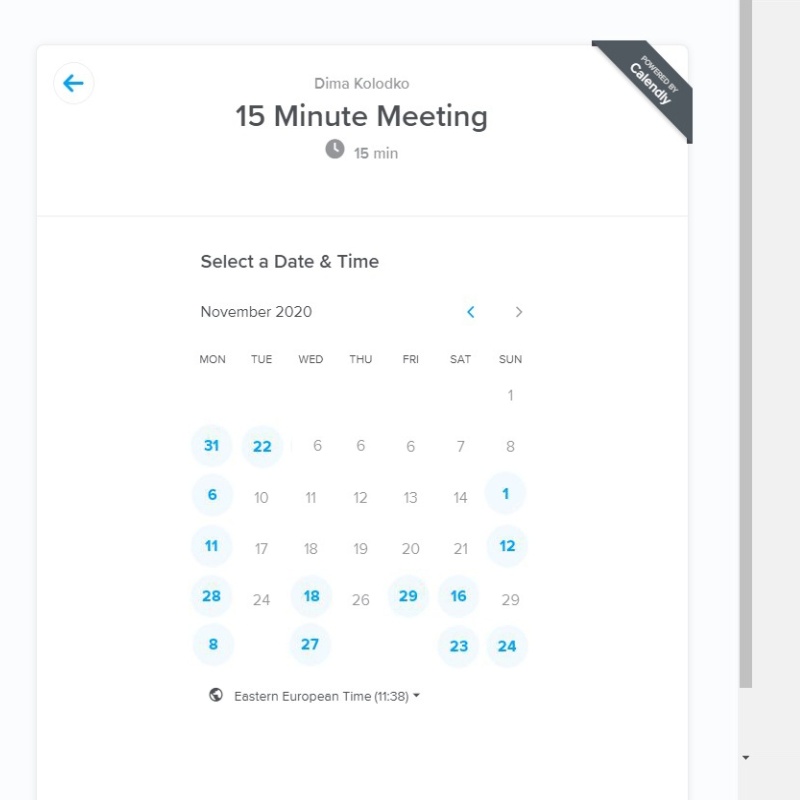 Dima Kolodko
POWERED BY
Calendly
15 Minute Meeting
15 min
Select a Date & Time
November 2020
MON TUE WED THU FRI SAT SUN
1
31 22 6 6 6 7 8
6 10 11 12 13 14 1
11 17 18 19 20 21 12
28 24 18 26 29 16 29
8 27 23 24
Eastern European Time (11:38)